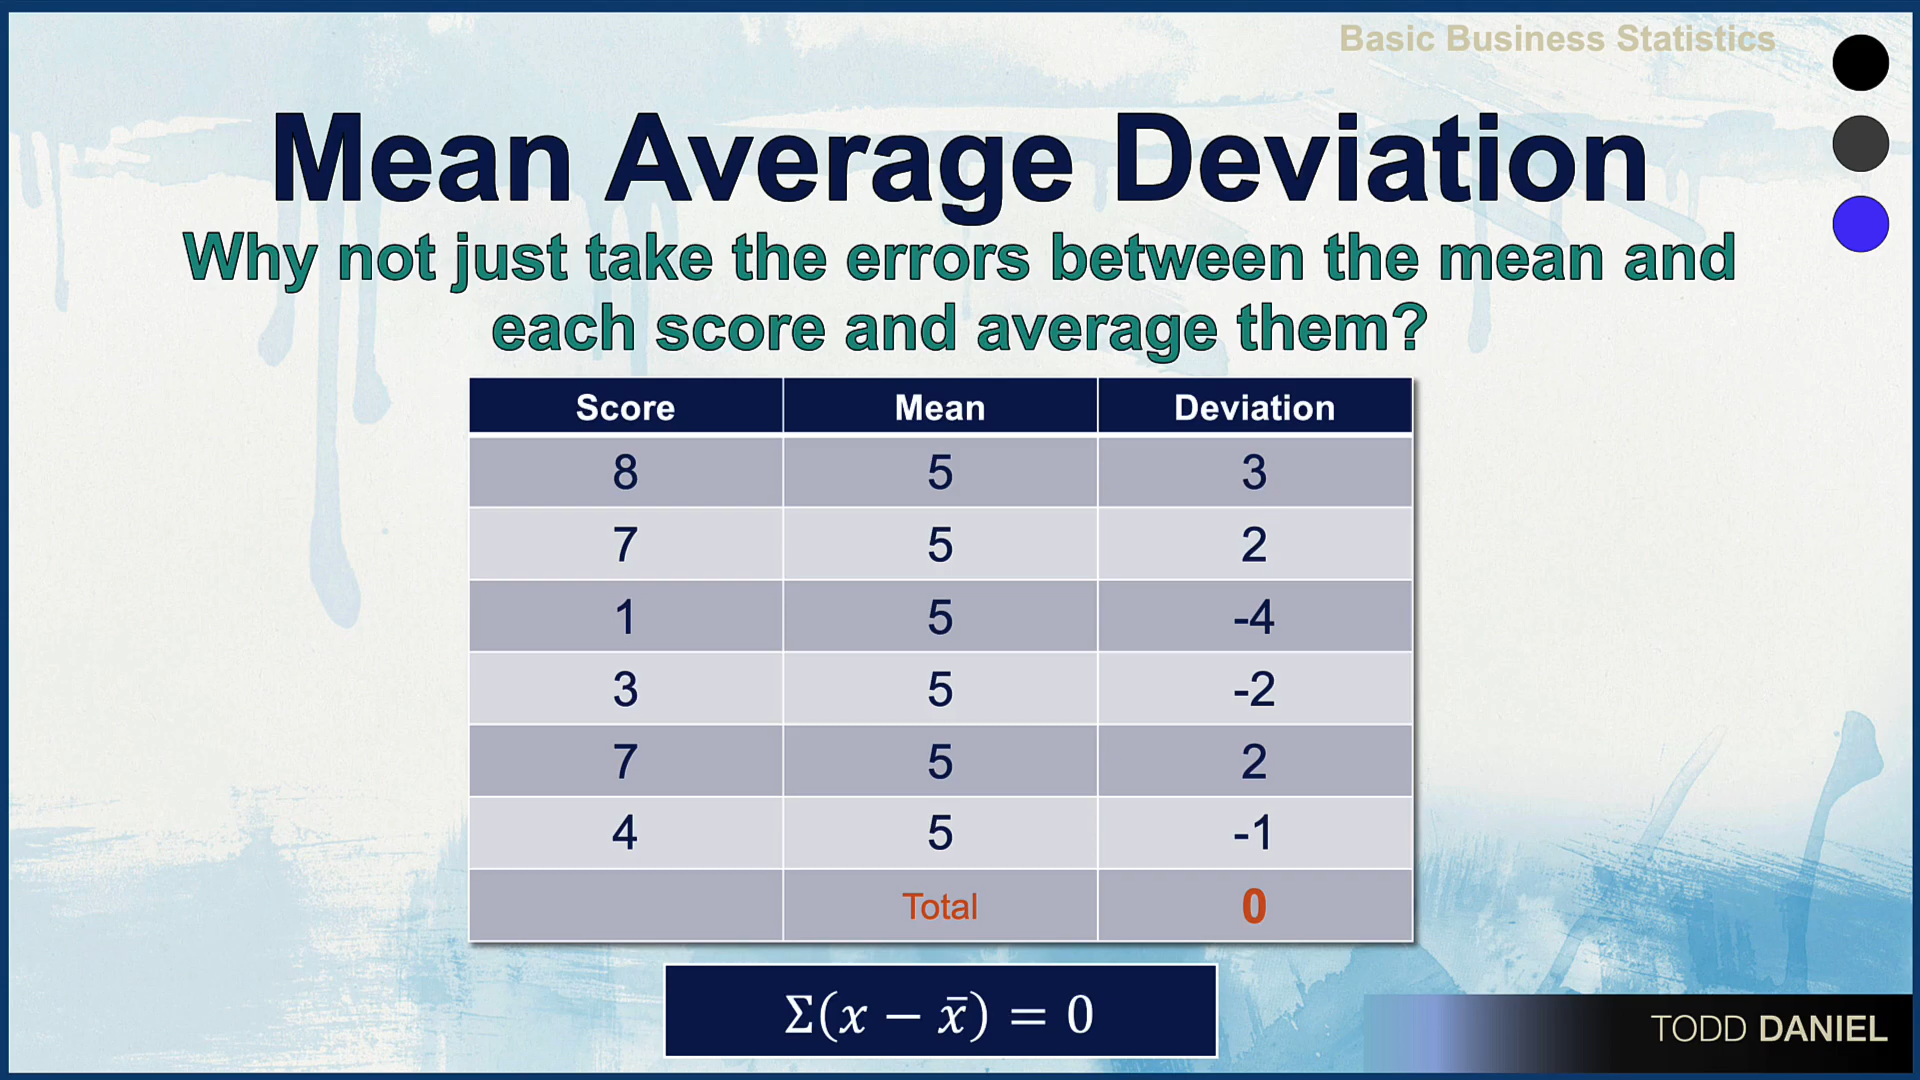 Basic Business Statistics
Mean Average Deviation
Why not just take the errors between the mean and
each score and average them?
Score Mean Deviation
8 5 3
7 5 2
1 5 -4
3 5 -2
7 5 2
4 5 -1
Total 0
Σ(x − x̄) = 0
TODD DANIEL